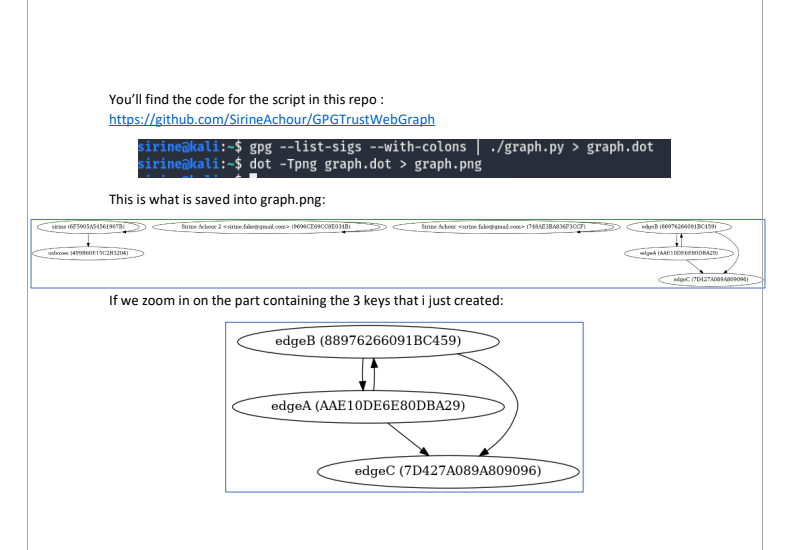 You’ll find the code for the script in this repo :
https://github.com/SirineAchour/GPGTrustWebGraph
sirine@kali:~$ gpg --list-sigs --with-colons | ./graph.py > graph.dot
sirine@kali:~$ dot -Tpng graph.dot > graph.png
This is what is saved into graph.png:
sirine (6F5905A54561907B)
Sirine Achour 2 <sirine.fake@gmail.com> (9696CE69CC8E034B)
Sirine Achour <sirine.fake@gmail.com> (748AE3BA836F3CCF)
edgeB (88976266091BC459)
osboxes (499B60E15C2B3204)
edgeA (AAE10DE6E80DBA29)
edgeC (7D427A089A809096)
If we zoom in on the part containing the 3 keys that i just created:
edgeB (88976266091BC459)
edgeA (AAE10DE6E80DBA29)
edgeC (7D427A089A809096)